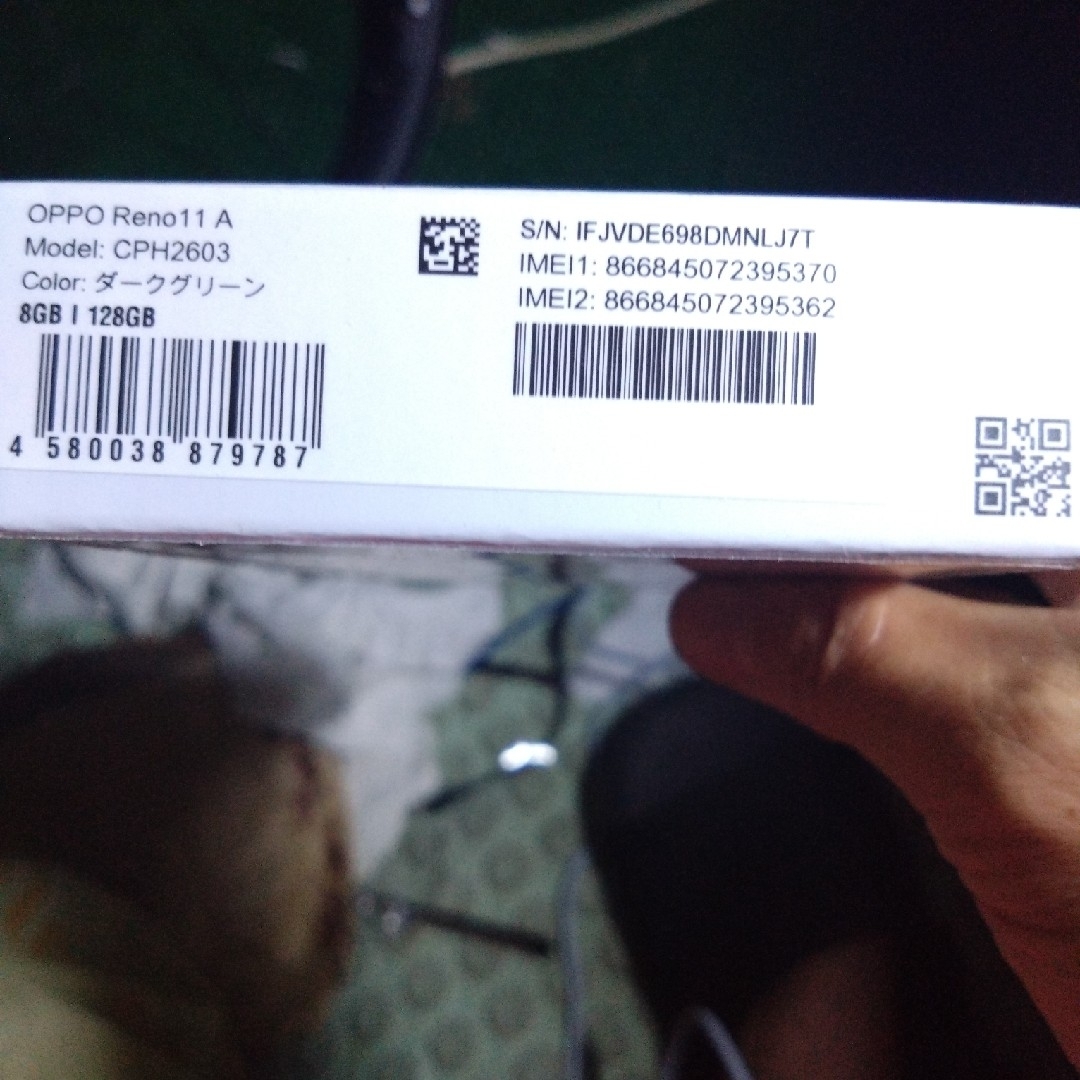 OPPO Reno11 A
Model: CPH2603
Color: ダークグリーン
8GB | 128GB
4 580038 879787
S/N: IFJVDE698DMNLJ7T
IMEI1: 866845072395370
IMEI2: 866845072395362